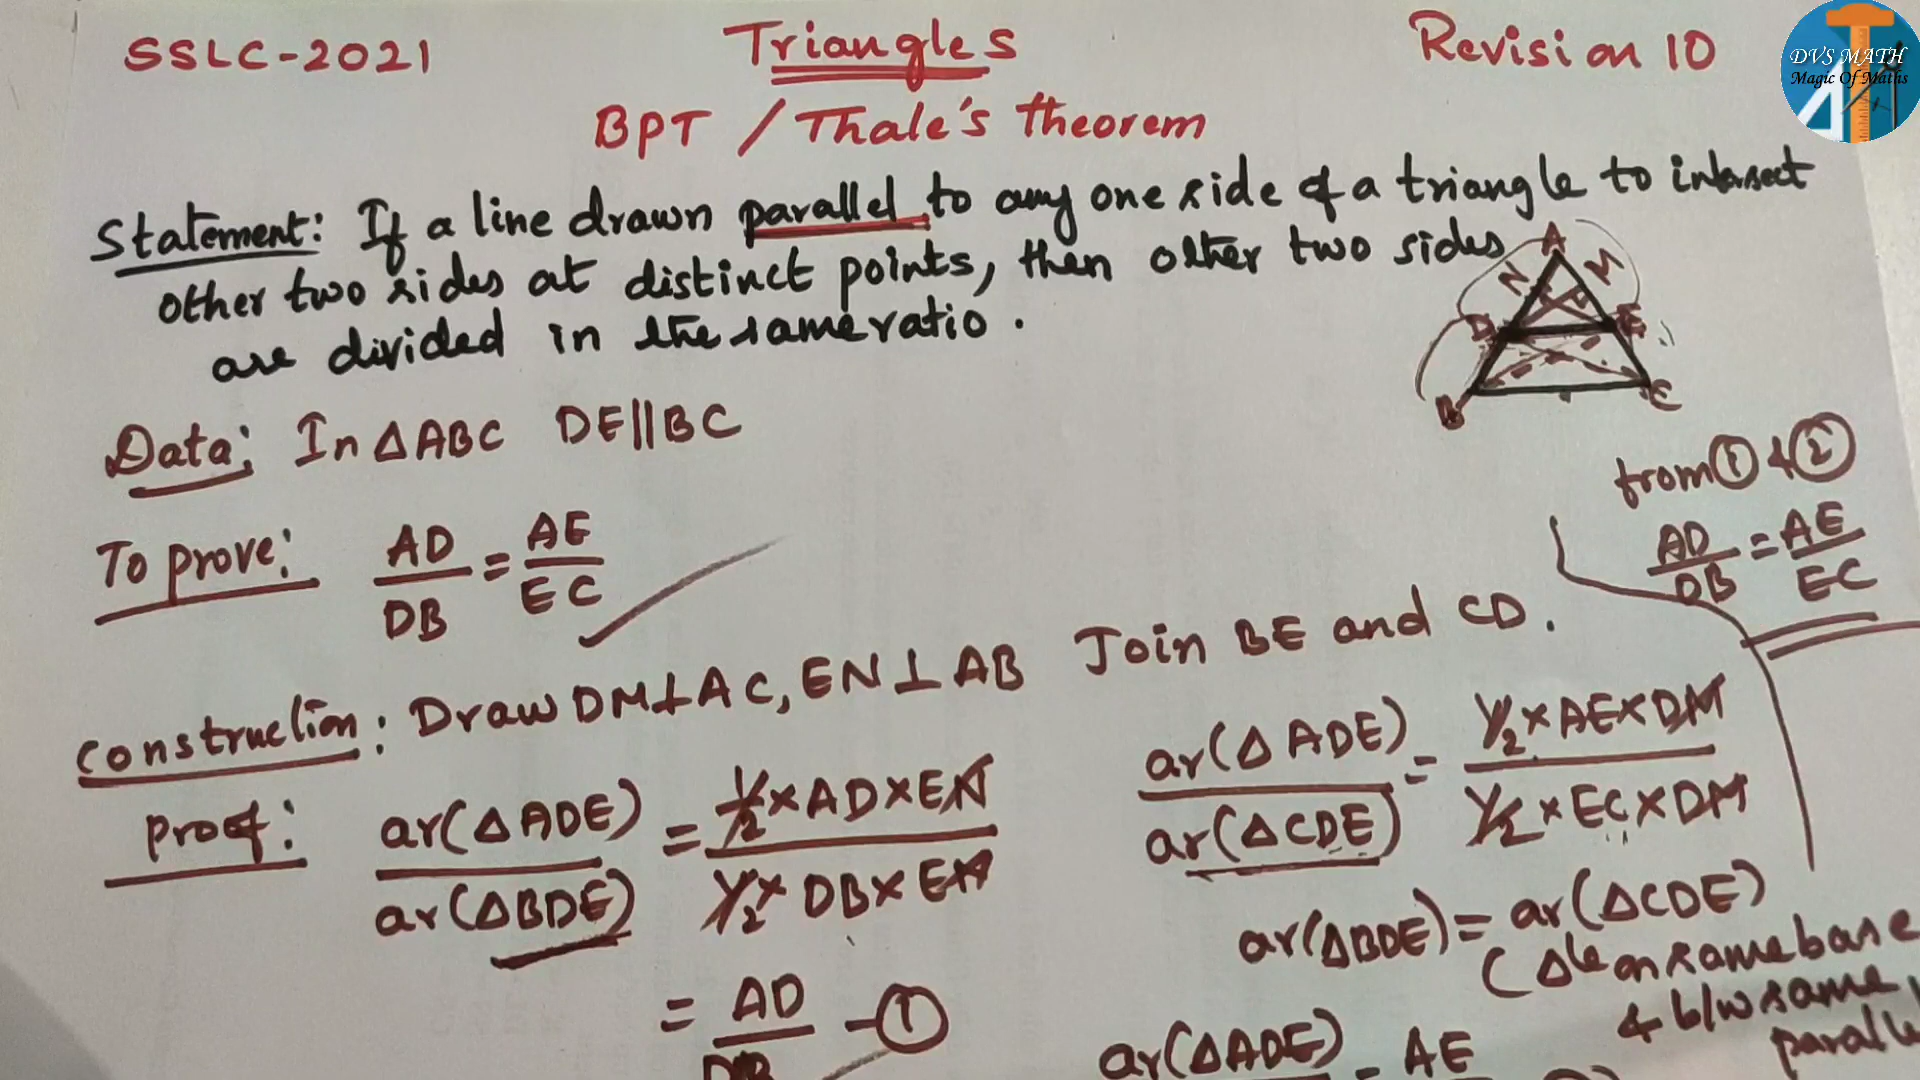 SSLC-2021 Triangles Revision 10
DVS MATH
Magic Of Maths
BPT / Thale's theorem
Statement: If a line drawn parallel to any one side of a triangle to intersect
other two sides at distinct points, then other two sides
are divided in the same ratio.
A
N M
D E
B C
Data: In △ABC DE||BC
To prove: AD/DB = AE/EC
Construction: Draw DM⊥AC, EN⊥AB Join BE and CD.
Proof: ar(△ADE)/ar(△BDE) = 1/2×AD×EN / 1/2×DB×EN
= AD/DB - ①
ar(△ADE)/ar(△CDE) = 1/2×AE×DM / 1/2×EC×DM
ar(△BDE) = ar(△CDE)
(△le on same base
& b/w same
ar(△ADE) = AE
from ① & ②
AD/DB = AE/EC